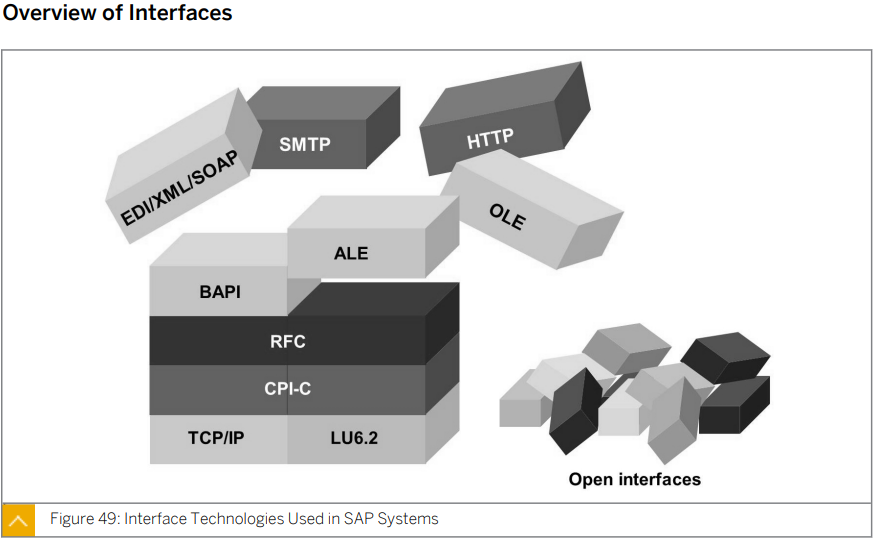 Overview of Interfaces
SMTP
HTTP
EDI/XML/SOAP
OLE
ALE
BAPI
RFC
CPI-C
TCP/IP
LU6.2
Open interfaces
Figure 49: Interface Technologies Used in SAP Systems